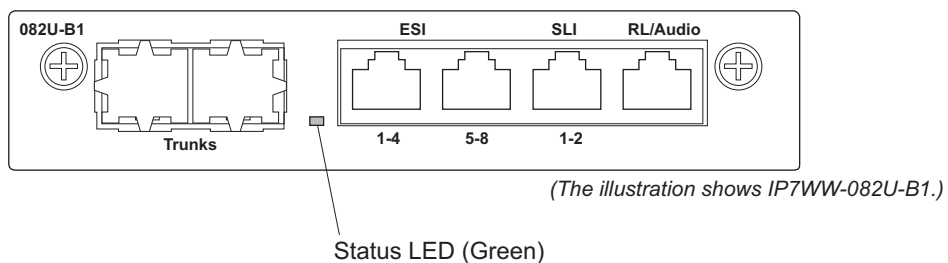 082U-B1
ESI SLI RL/Audio
Trunks
1-4 5-8 1-2
(The illustration shows IP7WW-082U-B1.)
Status LED (Green)